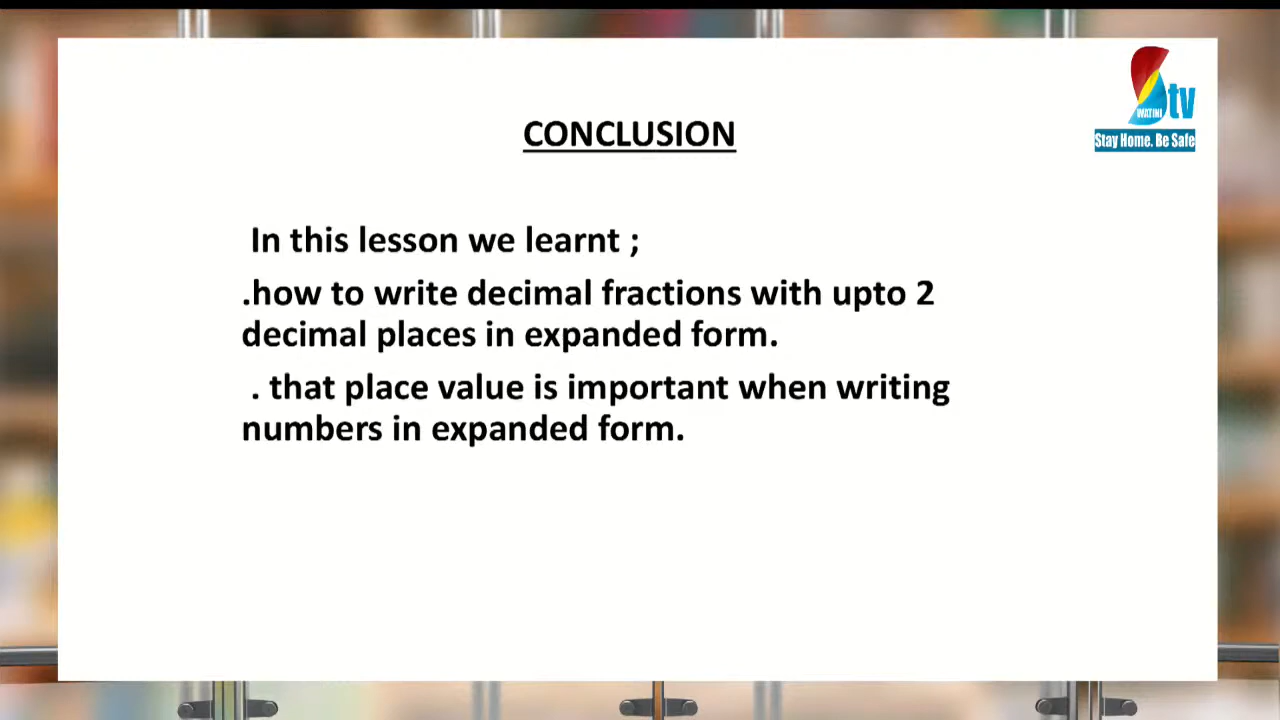 CONCLUSION
In this lesson we learnt ;
.how to write decimal fractions with upto 2
decimal places in expanded form.
. that place value is important when writing
numbers in expanded form.
tv
Stay Home. Be Safe